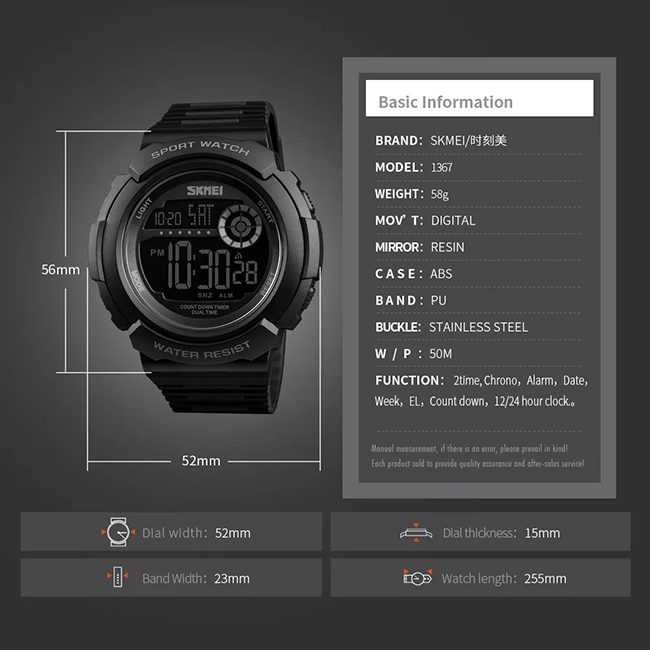 SPORT WATCH
SKMEI
LIGHT
START
10:20 SAT
PM 10:30 28
SNZ ALM
MODE
RESET
COUNT DOWN TIMER
DUAL TIME
WATER RESIST
56mm
52mm
Basic Information
BRAND: SKMEI/时刻美
MODEL: 1367
WEIGHT: 58g
MOV'T: DIGITAL
MIRROR: RESIN
CASE: ABS
BAND: PU
BUCKLE: STAINLESS STEEL
W/P: 50M
FUNCTION: 2time, Chrono, Alarm, Date,
Week, EL, Count down, 12/24 hour clock.。
Manual measurement, if there is an error, please prevail in kind!
Each product sold to provide quality assurance and after-sales service!
Dial width: 52mm
Dial thickness: 15mm
Band Width: 23mm
Watch length: 255mm